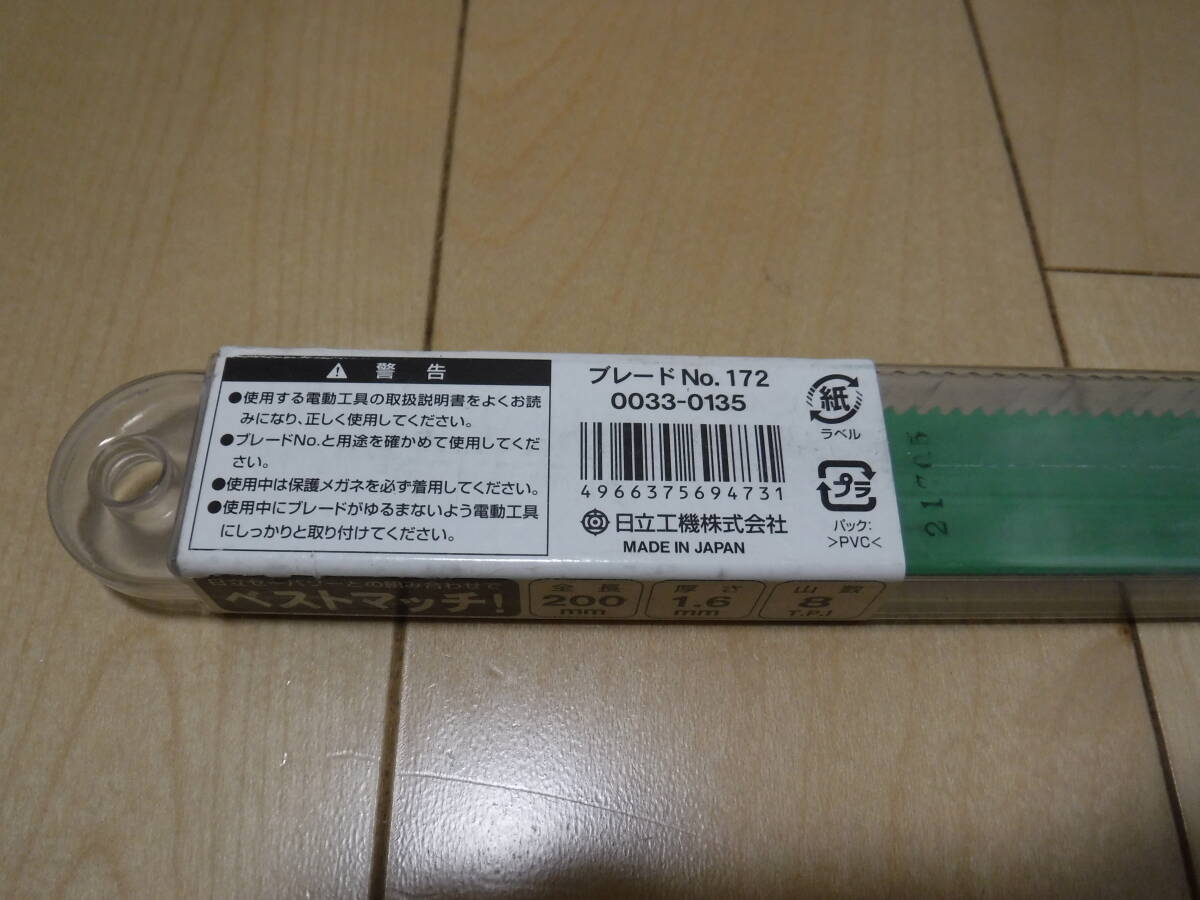 警告
●使用する電動工具の取扱説明書をよくお読
みになり、正しく使用してください。
●ブレードNo.と用途を確かめて使用してくだ
さい。
●使用中は保護メガネを必ず着用してください。
●使用中にブレードがゆるまないよう電動工具
にしっかりと取り付けてください。
ブレード No. 172
0033-0135
4966375694731
日立工機株式会社
MADE IN JAPAN
紙
ラベル
プラ
パック:
>PVC<
ベストマッチ!
全長
200
mm
厚さ
1.6
mm
山数
8
T.P.I